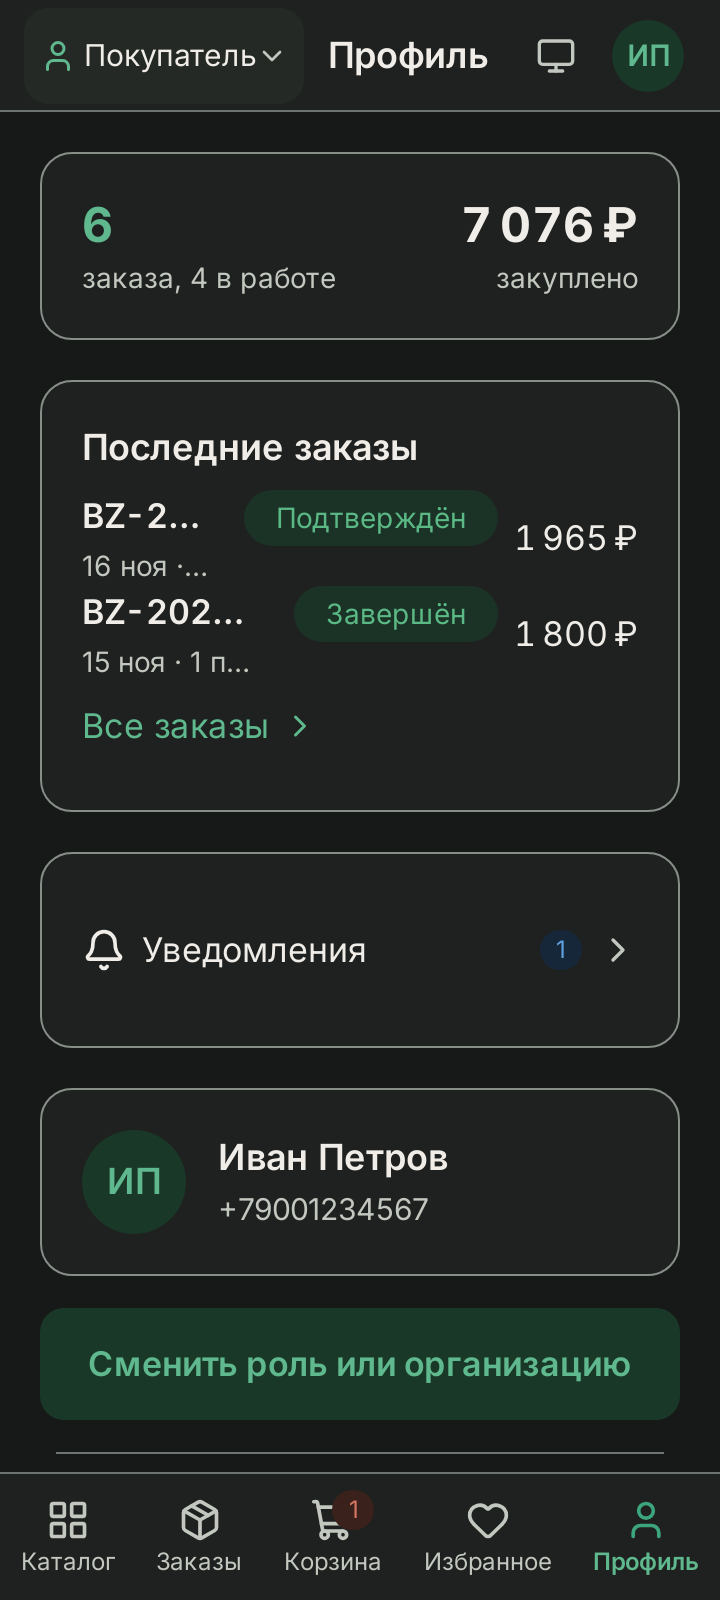 Покупатель
Профиль
ИП
6
7 076 ₽
заказа, 4 в работе
закуплено
Последние заказы
BZ-2...
Подтверждён
1 965 ₽
16 ноя ·...
BZ-202...
Завершён
1 800 ₽
15 ноя · 1 п...
Все заказы
Уведомления
1
ИП
Иван Петров
+79001234567
Сменить роль или организацию
1
Каталог
Заказы
Корзина
Избранное
Профиль